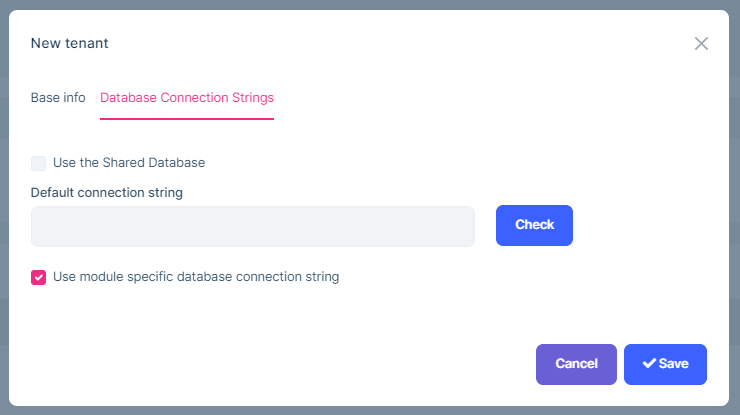 New tenant
Base info Database Connection Strings
Use the Shared Database
Default connection string
Check
Use module specific database connection string
Cancel Save